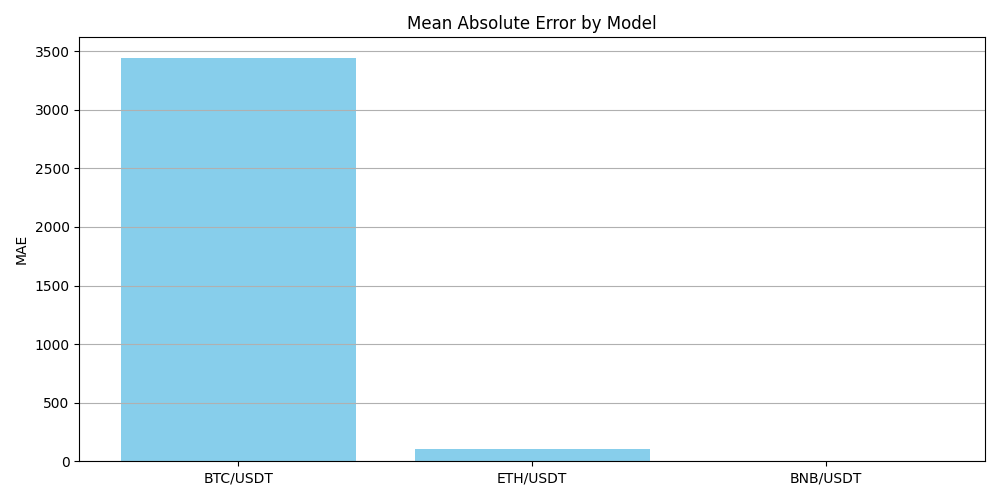 Mean Absolute Error by Model
3500
3000
2500
2000
1500
1000
500
0
MAE
BTC/USDT
ETH/USDT
BNB/USDT